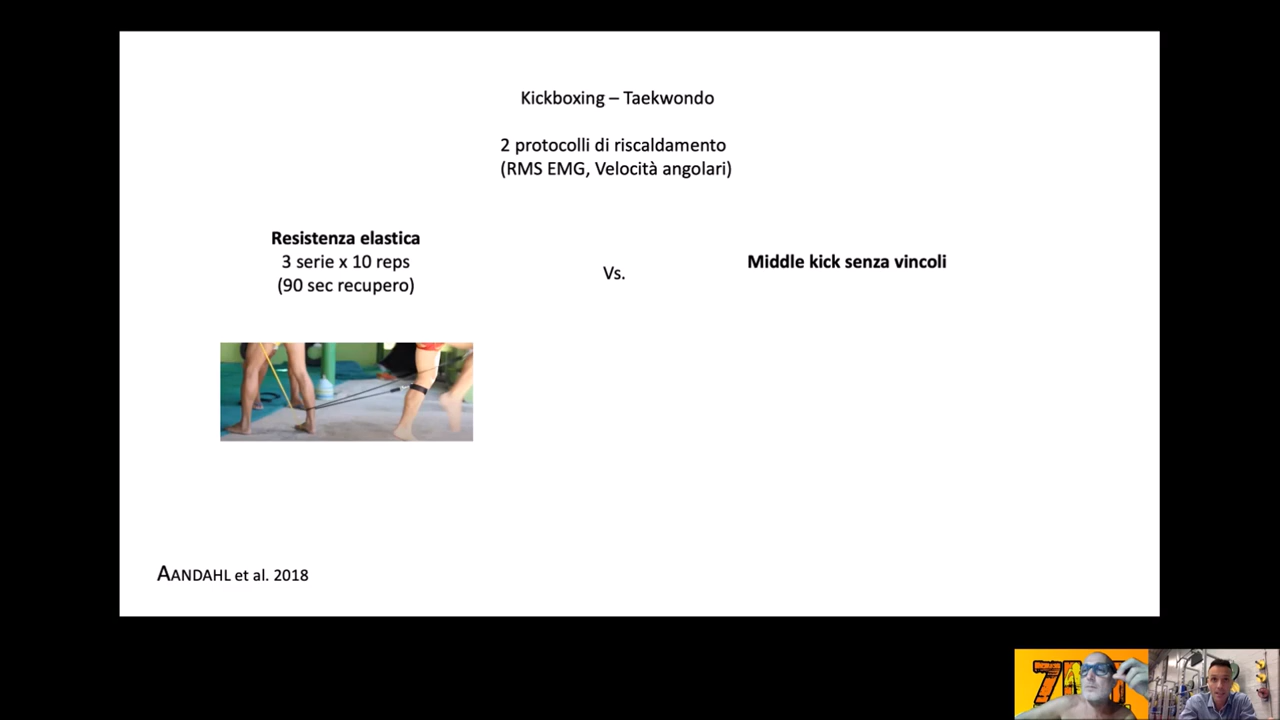 Kickboxing – Taekwondo
2 protocolli di riscaldamento
(RMS EMG, Velocità angolari)
Resistenza elastica
3 serie x 10 reps
(90 sec recupero)
Vs.
Middle kick senza vincoli
AANDAHL et al. 2018